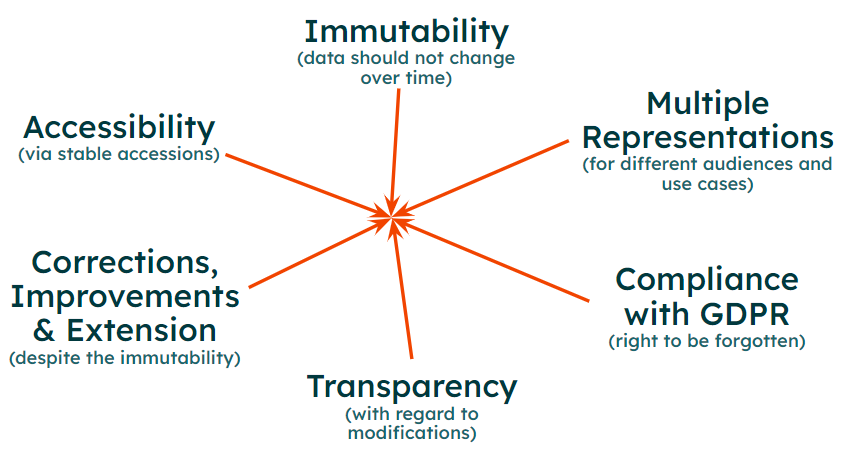 Immutability
(data should not change
over time)
Multiple
Representations
(for different audiences and
use cases)
Accessibility
(via stable accessions)
Corrections,
Improvements
& Extension
(despite the immutability)
Compliance
with GDPR
(right to be forgotten)
Transparency
(with regard to
modifications)